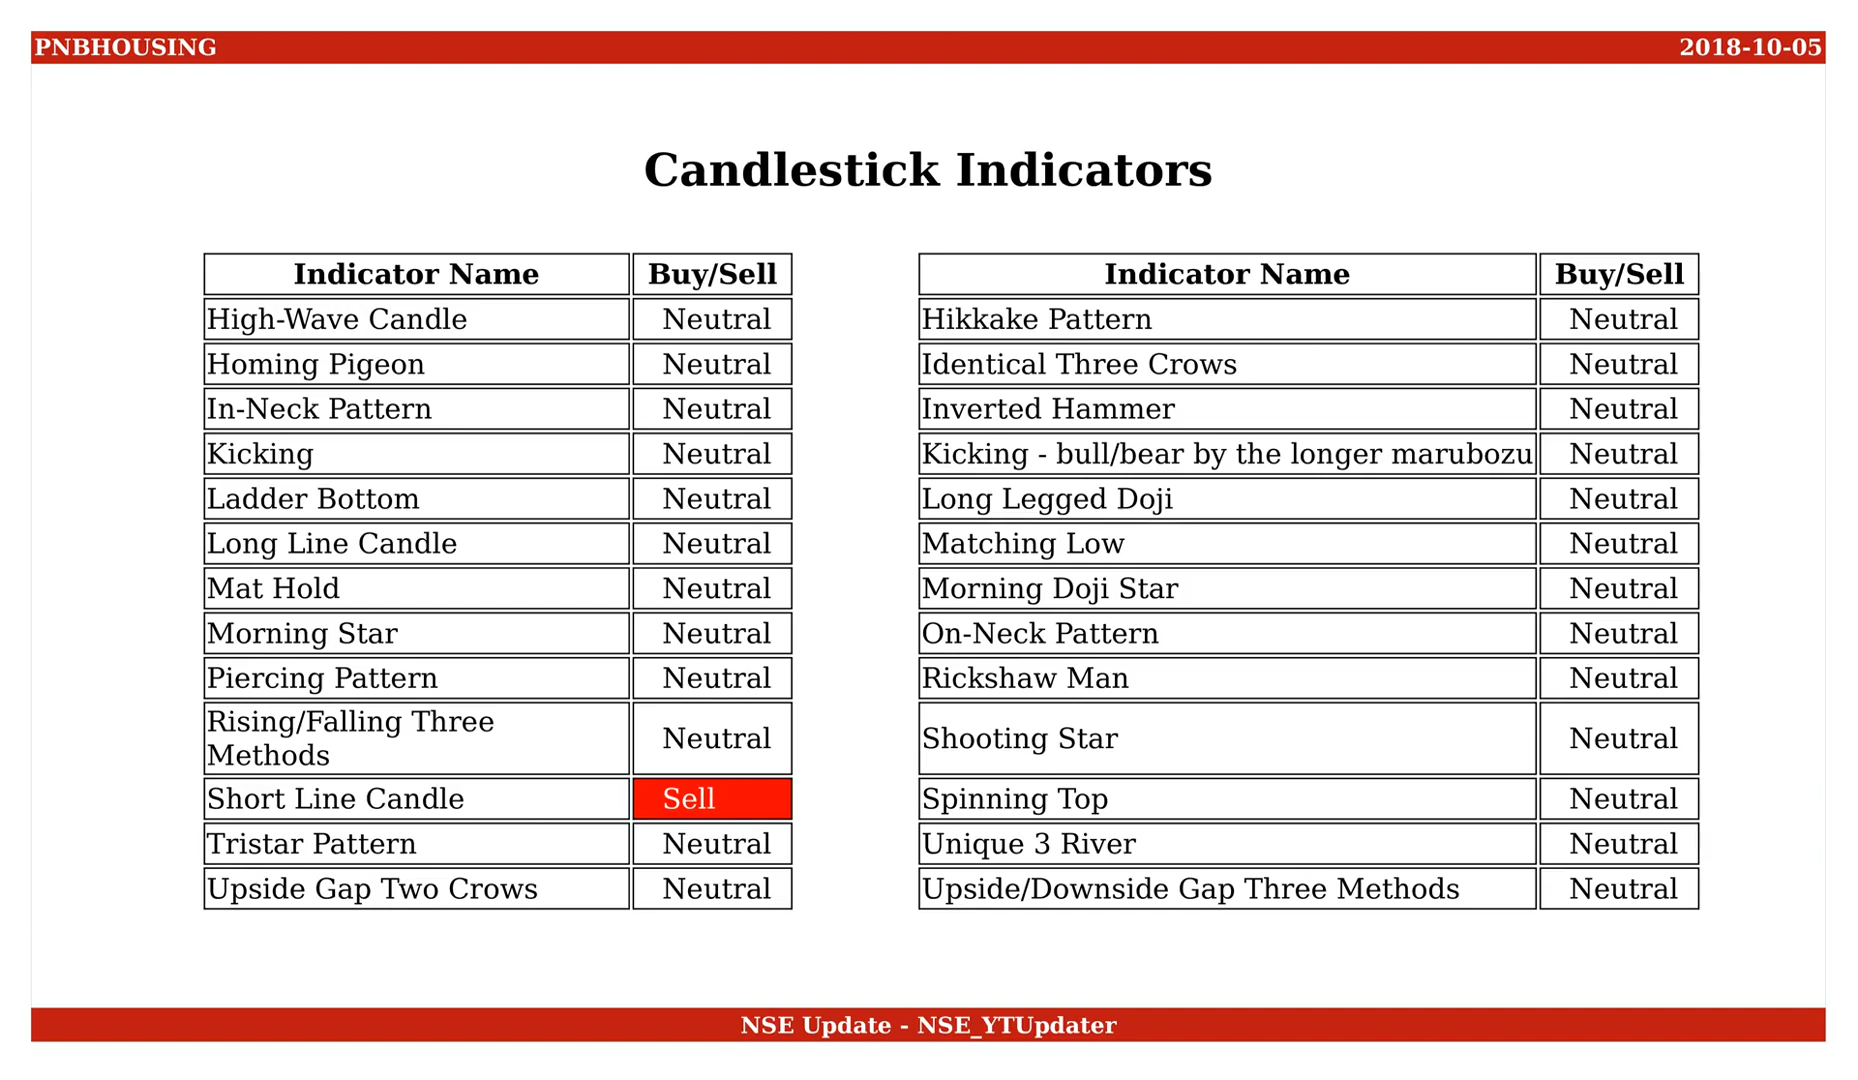 PNBHOUSING 2018-10-05
Candlestick Indicators
Indicator Name Buy/Sell Indicator Name Buy/Sell
High-Wave Candle Neutral Hikkake Pattern Neutral
Homing Pigeon Neutral Identical Three Crows Neutral
In-Neck Pattern Neutral Inverted Hammer Neutral
Kicking Neutral Kicking - bull/bear by the longer marubozu Neutral
Ladder Bottom Neutral Long Legged Doji Neutral
Long Line Candle Neutral Matching Low Neutral
Mat Hold Neutral Morning Doji Star Neutral
Morning Star Neutral On-Neck Pattern Neutral
Piercing Pattern Neutral Rickshaw Man Neutral
Rising/Falling Three
Methods Neutral Shooting Star Neutral
Short Line Candle Sell Spinning Top Neutral
Tristar Pattern Neutral Unique 3 River Neutral
Upside Gap Two Crows Neutral Upside/Downside Gap Three Methods Neutral
NSE Update - NSE_YTUpdater